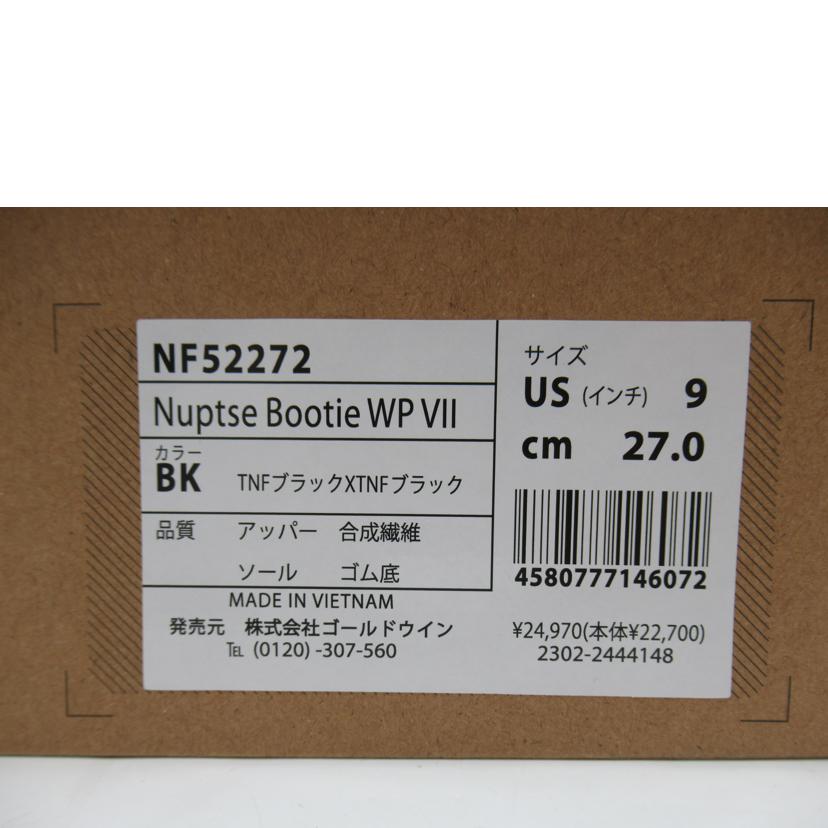 NF52272
Nuptse Bootie WP VII
カラー
BK TNFブラックXTNFブラック
品質 アッパー 合成繊維
ソール ゴム底
MADE IN VIETNAM
発売元 株式会社ゴールドウイン
℡ (0120) -307-560
サイズ
US (インチ) 9
cm 27.0
4580777146072
¥24,970(本体¥22,700)
2302-2444148